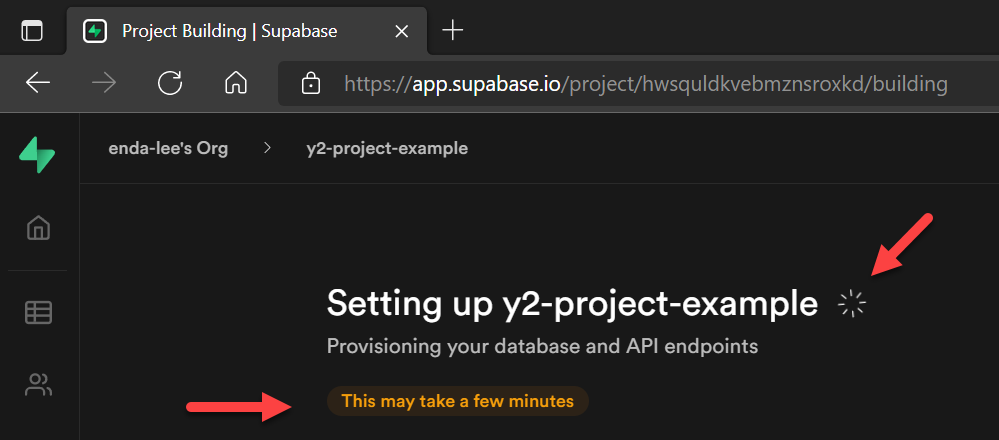 Project Building | Supabase
https://app.supabase.io/project/hwsquldkvebmznsroxkd/building
enda-lee's Org > y2-project-example
Setting up y2-project-example
Provisioning your database and API endpoints
This may take a few minutes